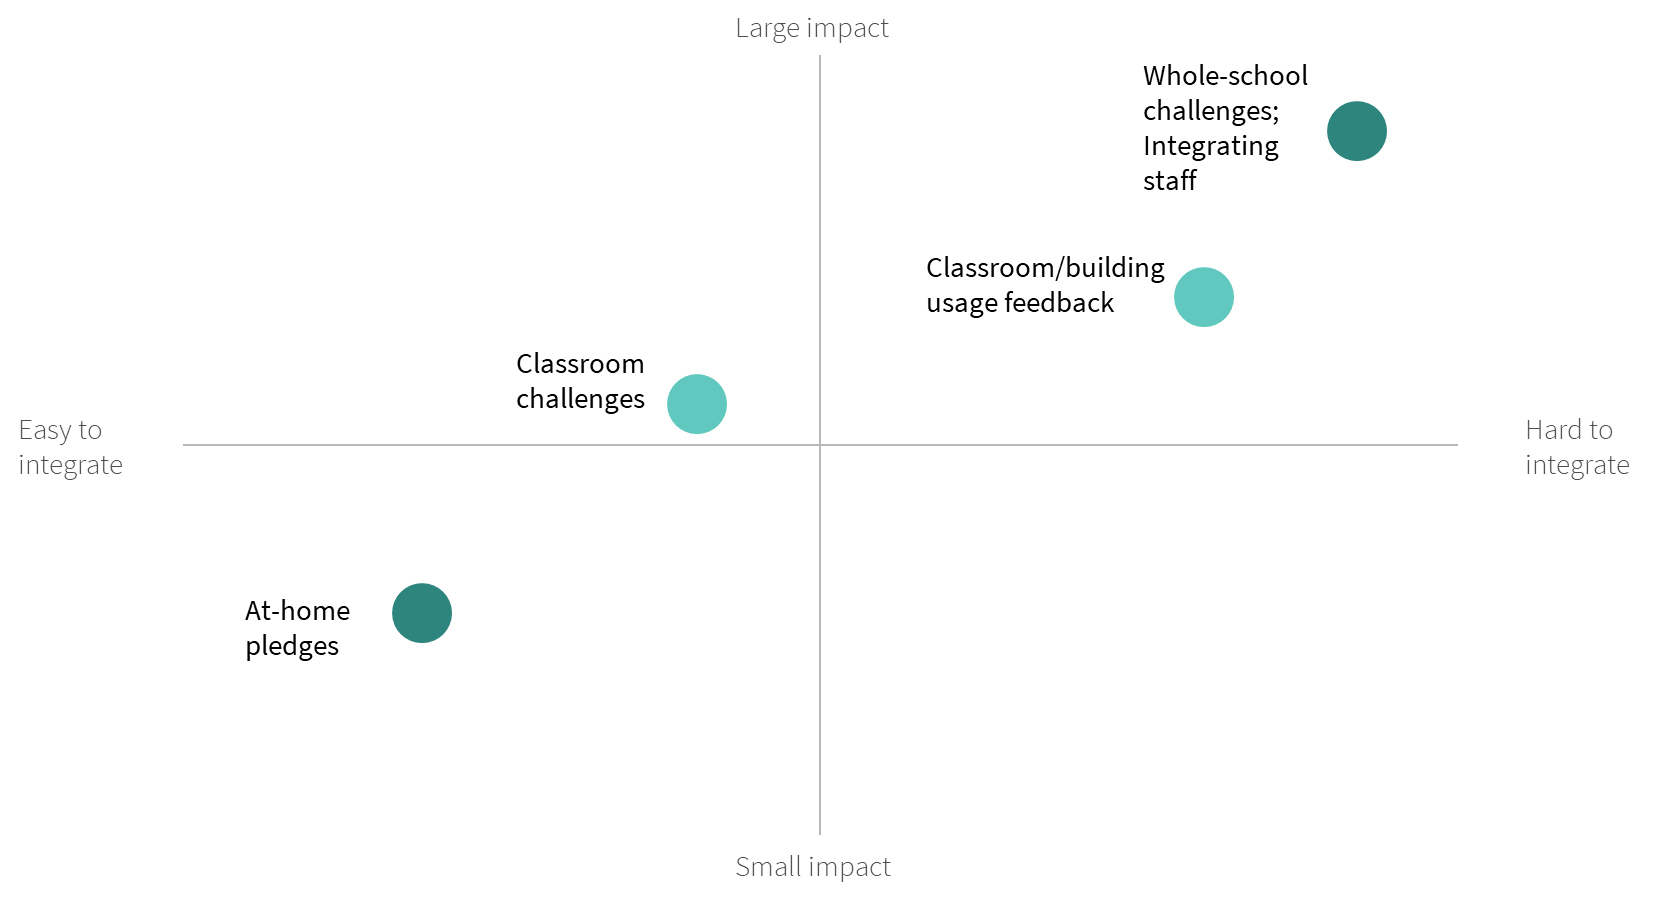 Large impact
Whole-school
challenges;
Integrating
staff
Classroom/building
usage feedback
Classroom
challenges
Easy to
integrate
Hard to
integrate
At-home
pledges
Small impact